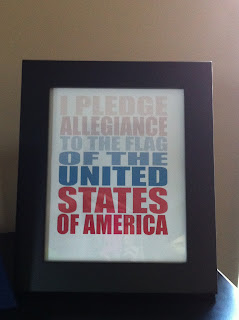 I PLEDGE
ALLEGIANCE
TO THE FLAG
OF THE
UNITED
STATES
OF AMERICA